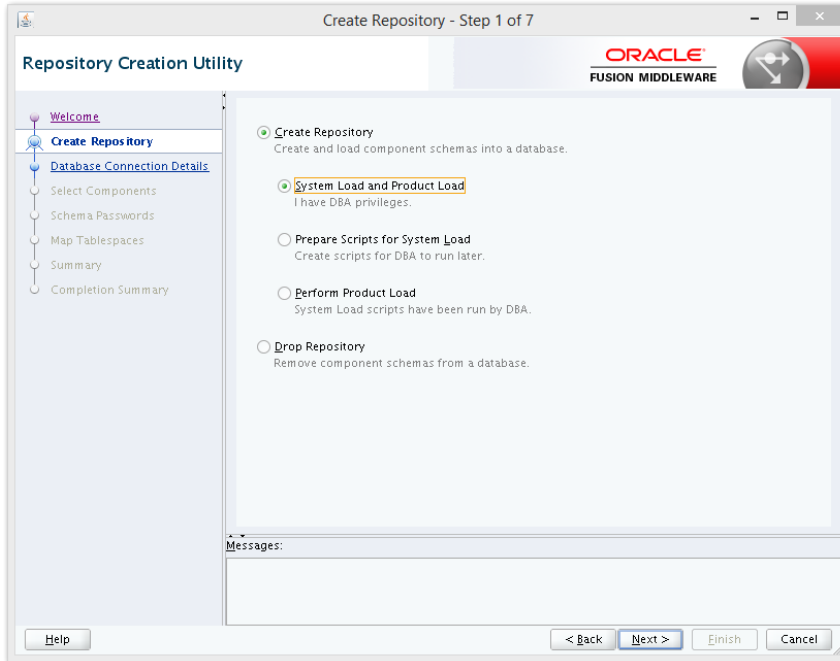 Create Repository - Step 1 of 7
Repository Creation Utility
ORACLE
FUSION MIDDLEWARE
Welcome
Create Repository
Database Connection Details
Select Components
Schema Passwords
Map Tablespaces
Summary
Completion Summary
Create Repository
Create and load component schemas into a database.
System Load and Product Load
I have DBA privileges.
Prepare Scripts for System Load
Create scripts for DBA to run later.
Perform Product Load
System Load scripts have been run by DBA.
Drop Repository
Remove component schemas from a database.
Messages:
Help
< Back
Next >
Finish
Cancel